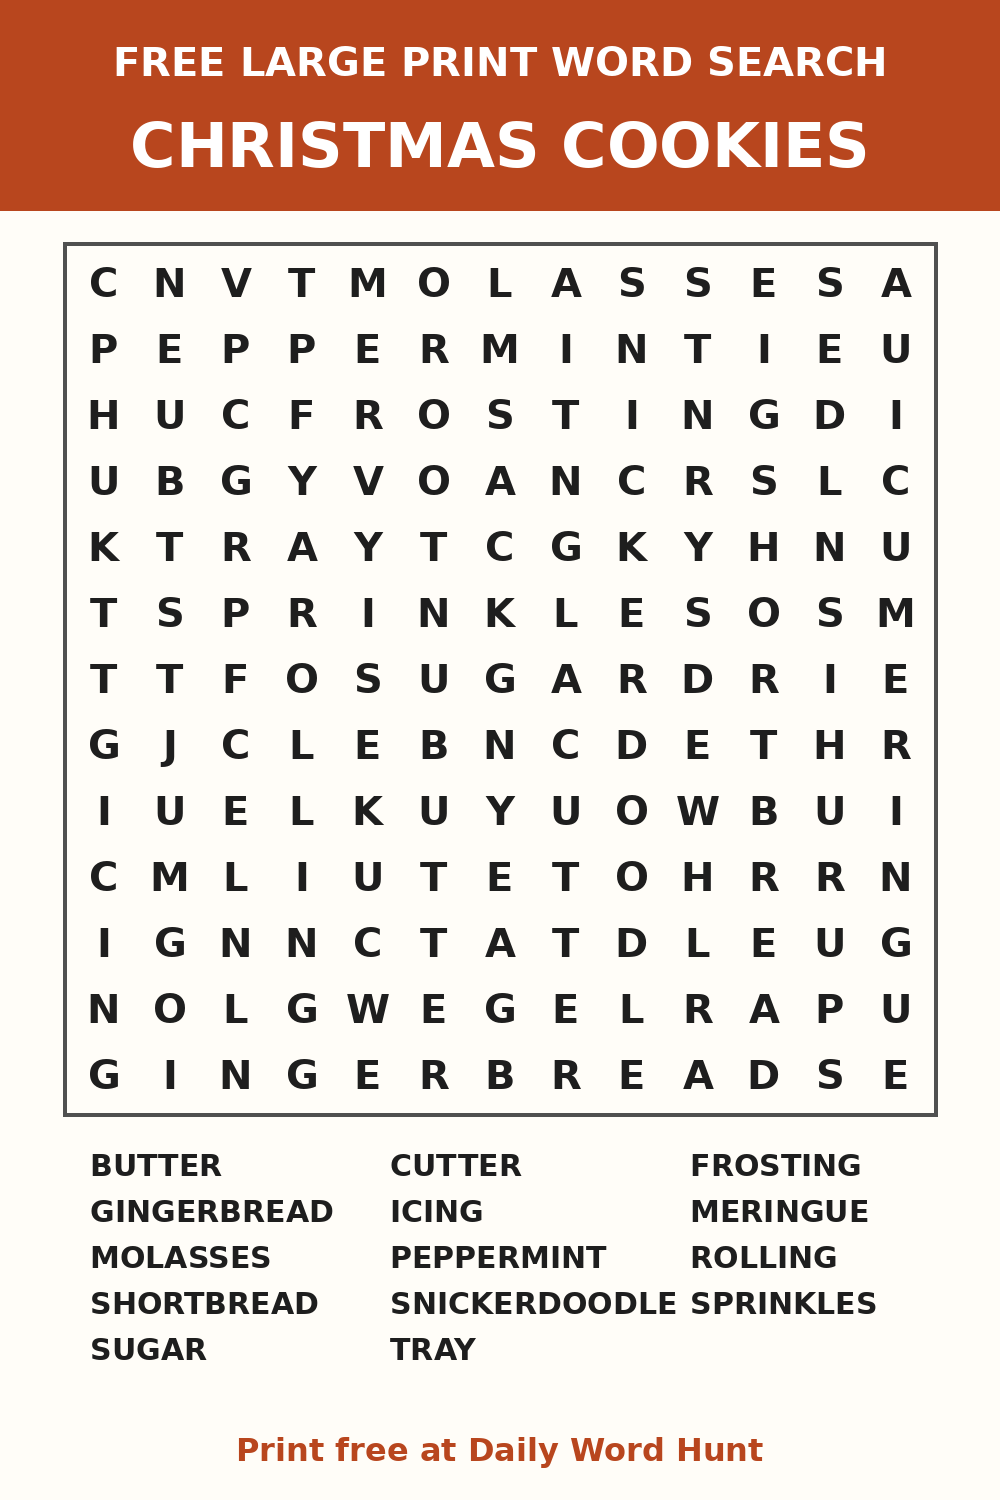 FREE LARGE PRINT WORD SEARCH
CHRISTMAS COOKIES
C N V T M O L A S S E S A
P E P P E R M I N T I E U
H U C F R O S T I N G D I
U B G Y V O A N C R S L C
K T R A Y T C G K Y H N U
T S P R I N K L E S O S M
T T F O S U G A R D R I E
G J C L E B N C D E T H R
I U E L K U Y U O W B U I
C M L I U T E T O H R R N
I G N N C T A T D L E U G
N O L G W E G E L R A P U
G I N G E R B R E A D S E
BUTTER CUTTER FROSTING
GINGERBREAD ICING MERINGUE
MOLASSES PEPPERMINT ROLLING
SHORTBREAD SNICKERDOODLE SPRINKLES
SUGAR TRAY
Print free at Daily Word Hunt